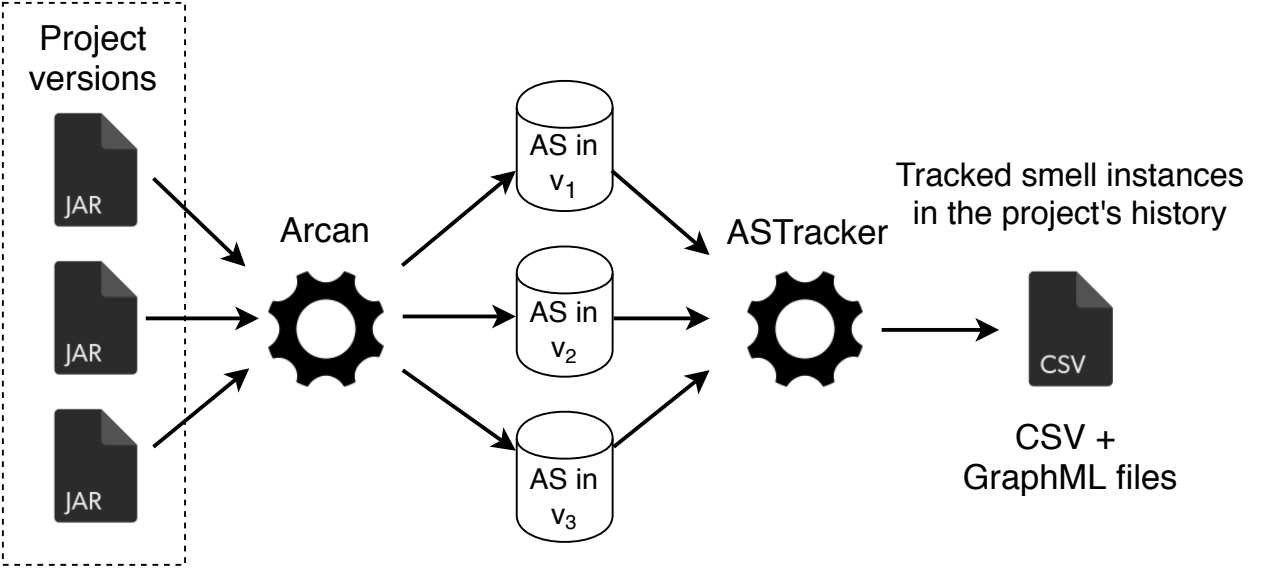 Project
versions
JAR
JAR
JAR
Arcan
AS in
v1
AS in
v2
AS in
v3
ASTracker
Tracked smell instances
in the project's history
CSV
CSV +
GraphML files